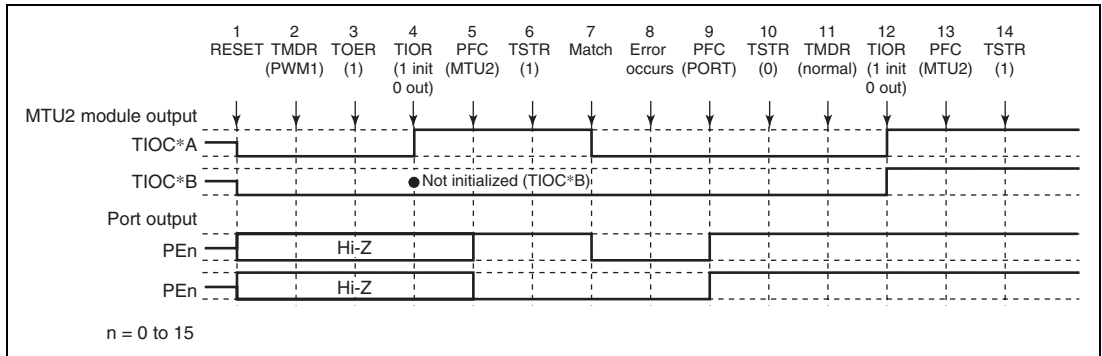 1 2 3 4 5 6 7 8 9 10 11 12 13 14
RESET TMDR TOER TIOR PFC TSTR Match Error PFC TSTR TMDR TIOR PFC TSTR
(PWM1) (1) (1 init (MTU2) (1) occurs (PORT) (0) (normal) (1 init (MTU2) (1)
0 out) 0 out)
MTU2 module output
TIOC*A
TIOC*B Not initialized (TIOC*B)
Port output
PEn Hi-Z
PEn Hi-Z
n = 0 to 15